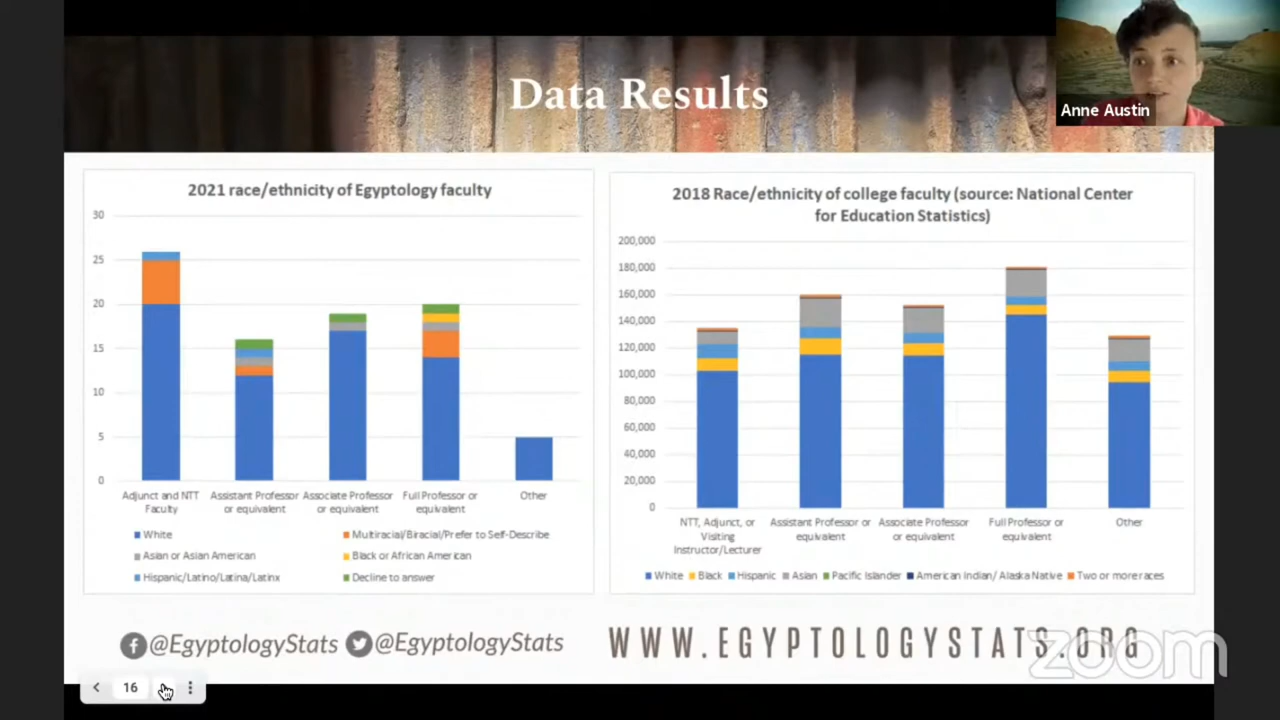 Data Results
Anne Austin
2021 race/ethnicity of Egyptology faculty
30
25
20
15
10
5
0
Adjunct and NTT Faculty
Assistant Professor or equivalent
Associate Professor or equivalent
Full Professor or equivalent
Other
White
Multiracial/Biracial/Prefer to Self-Describe
Asian or Asian American
Black or African American
Hispanic/Latino/Latina/Latinx
Decline to answer
2018 Race/ethnicity of college faculty (source: National Center
for Education Statistics)
200,000
180,000
160,000
140,000
120,000
100,000
80,000
60,000
40,000
20,000
0
NTT, Adjunct, or Visiting Instructor/Lecturer
Assistant Professor or equivalent
Associate Professor or equivalent
Full Professor or equivalent
Other
White Black Hispanic Asian Pacific Islander American Indian/ Alaska Native Two or more races
@EgyptologyStats @EgyptologyStats
WWW.EGYPTOLOGYSTATS.ORG
zoom
16